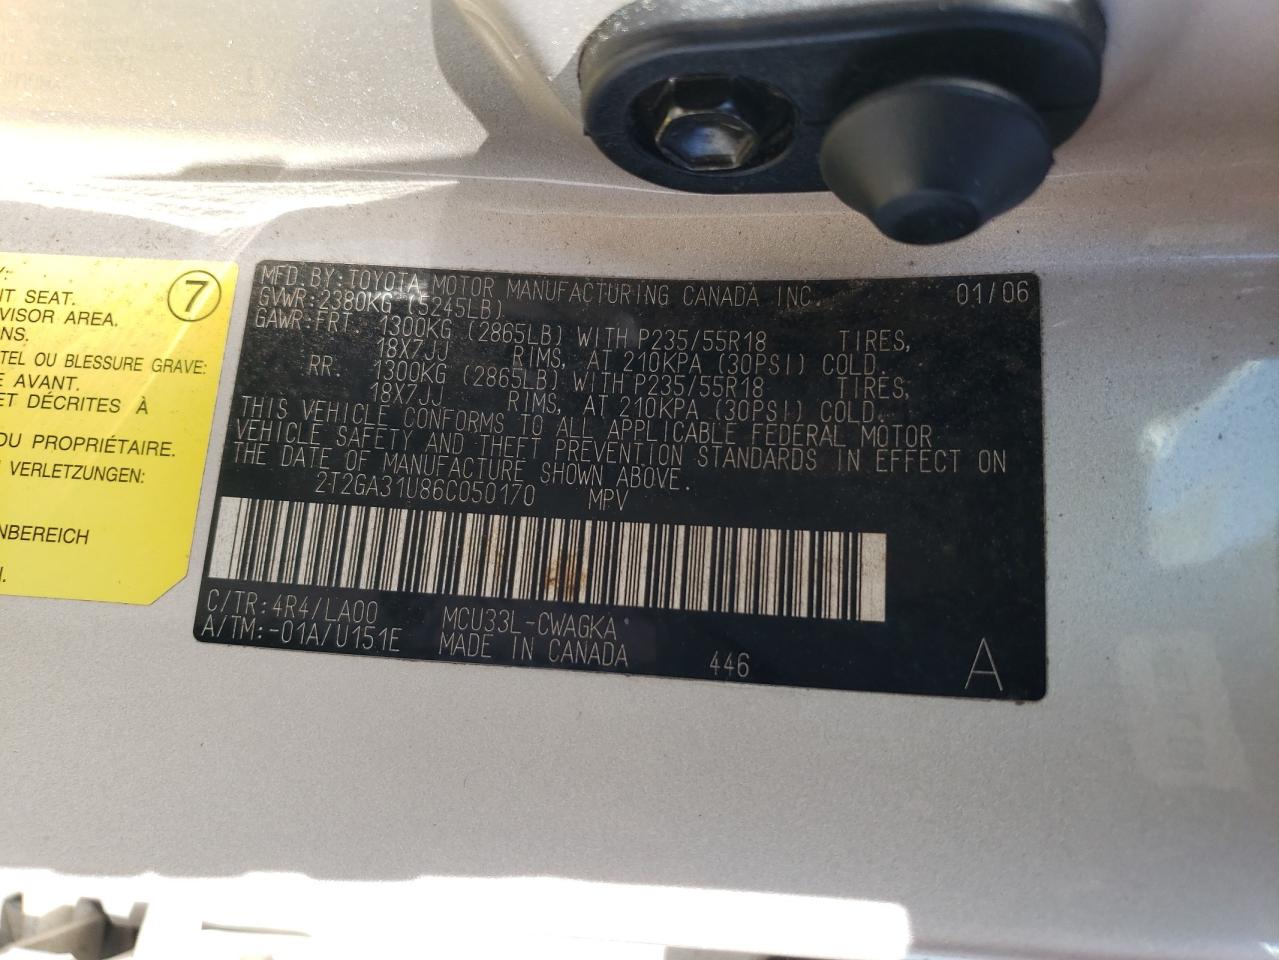 7
Y:
NT SEAT.
VISOR AREA.
NS.
TEL OU BLESSURE GRAVE:
E AVANT.
ET DÉCRITES À
DU PROPRIÉTAIRE.
N VERLETZUNGEN:
NBEREICH
MFD BY: TOYOTA MOTOR MANUFACTURING CANADA INC. 01/06
GVWR: 2380KG (5245LB)
GAWR: FRT. 1300KG (2865LB) WITH P235/55R18 TIRES,
18X7JJ RIMS, AT 210KPA (30PSI) COLD.
RR. 1300KG (2865LB) WITH P235/55R18 TIRES,
18X7JJ RIMS, AT 210KPA (30PSI) COLD.
THIS VEHICLE CONFORMS TO ALL APPLICABLE FEDERAL MOTOR
VEHICLE SAFETY AND THEFT PREVENTION STANDARDS IN EFFECT ON
THE DATE OF MANUFACTURE SHOWN ABOVE.
2T2GA31U86C050170 MPV
C/TR: 4R4/LA00 MCU33L-CWAGKA
A/TM:-01A/U151E MADE IN CANADA 446 A